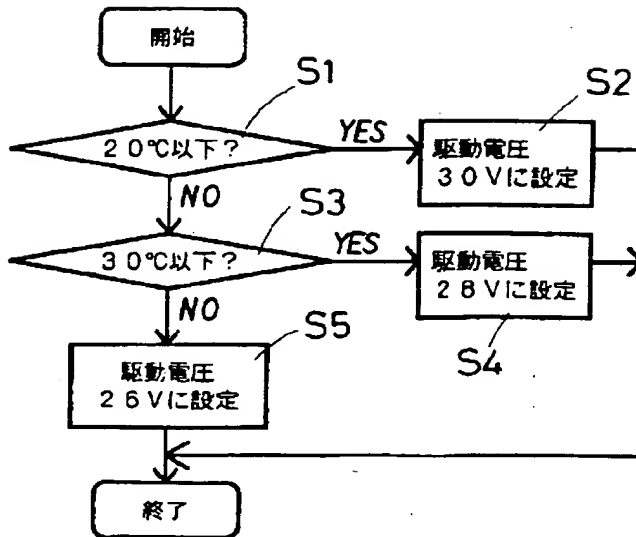 開始
S1
20℃以下?
YES
S2
駆動電圧
30Vに設定
NO
S3
30℃以下?
YES
駆動電圧
28Vに設定
S4
NO
S5
駆動電圧
26Vに設定
終了